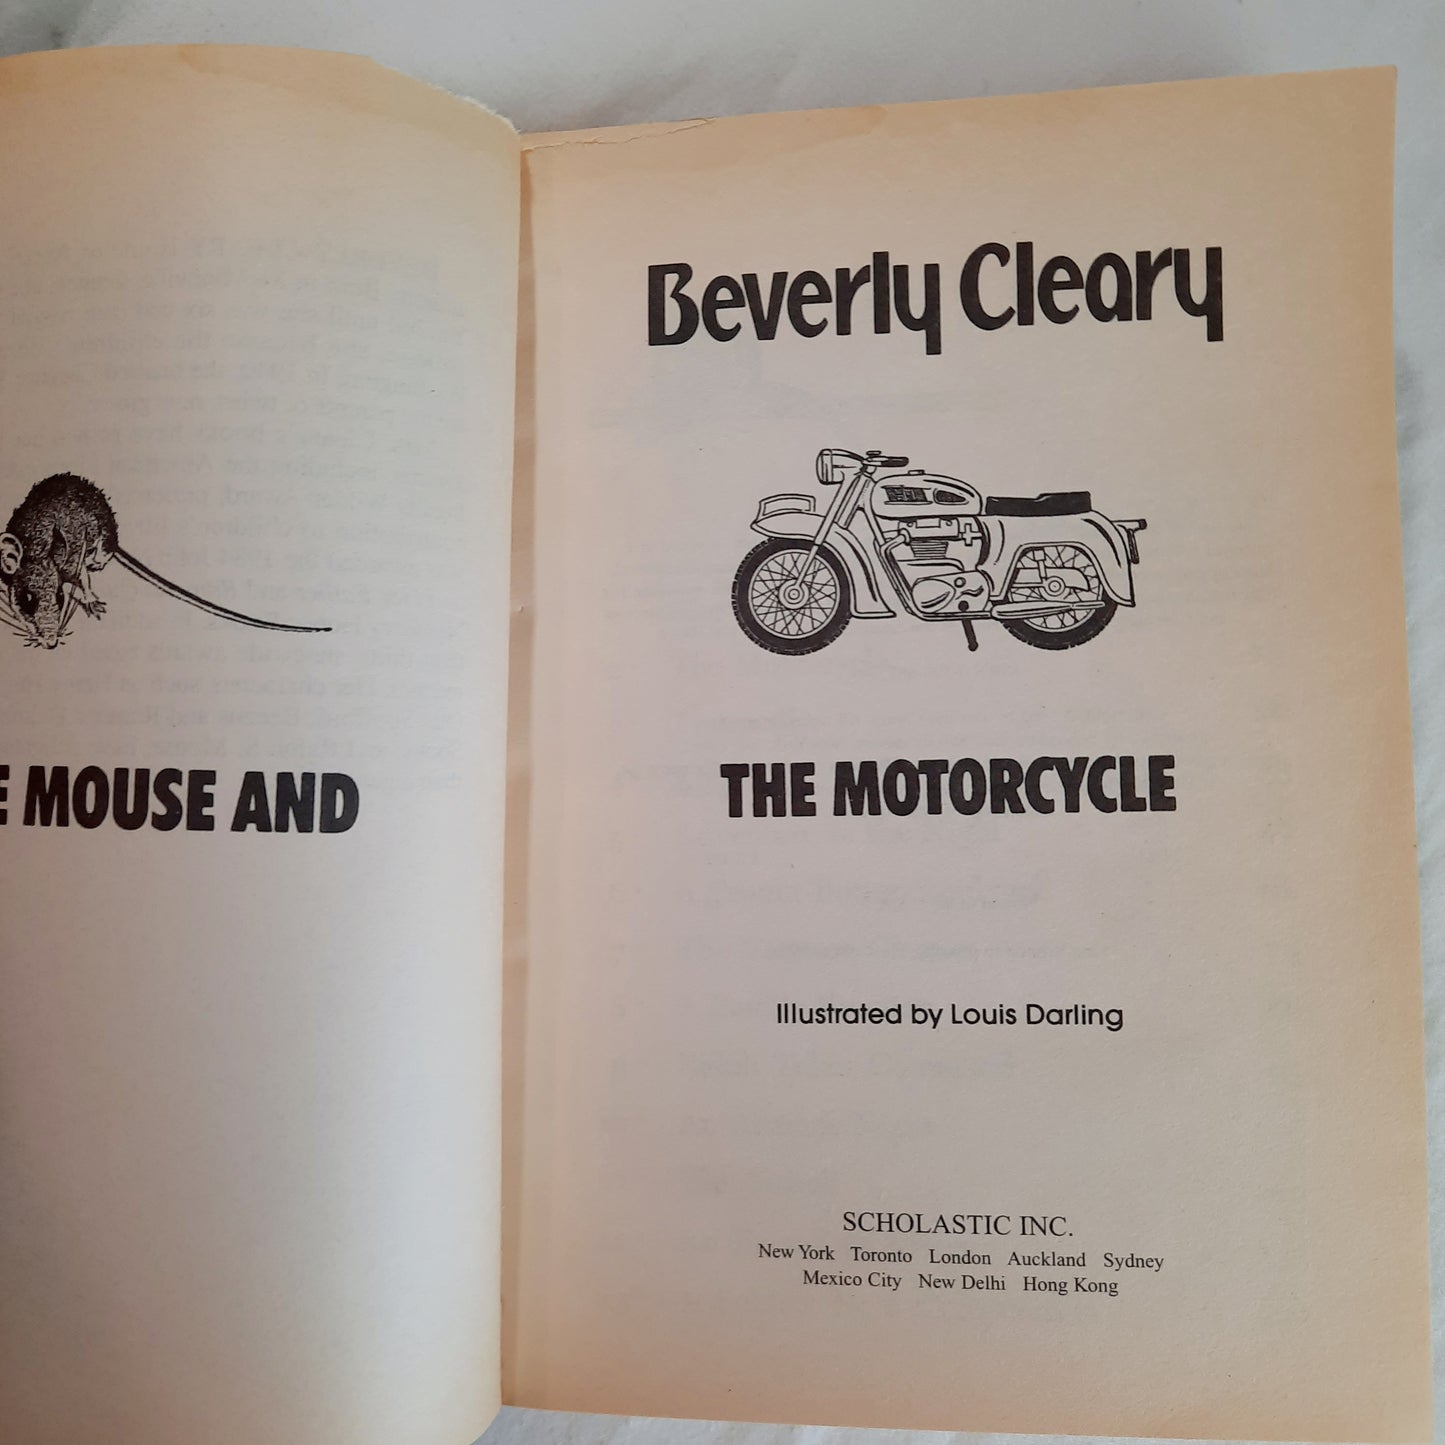 E MOUSE AND
Beverly Cleary
THE MOTORCYCLE
Illustrated by Louis Darling
SCHOLASTIC INC.
New York Toronto London Auckland Sydney
Mexico City New Delhi Hong Kong